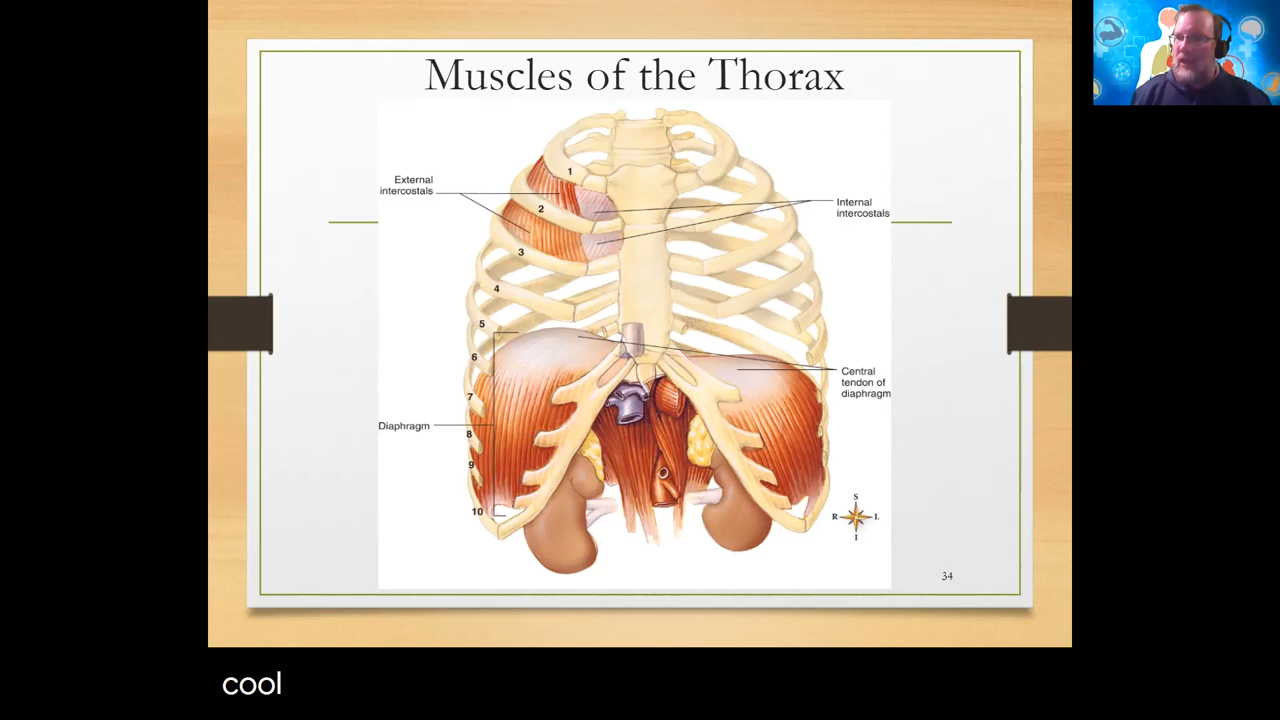 Muscles of the Thorax
External
intercostals
1
2
3
4
5
6
7
8
9
10
Internal
intercostals
Central
tendon of
diaphragm
Diaphragm
S
R L
I
34
cool